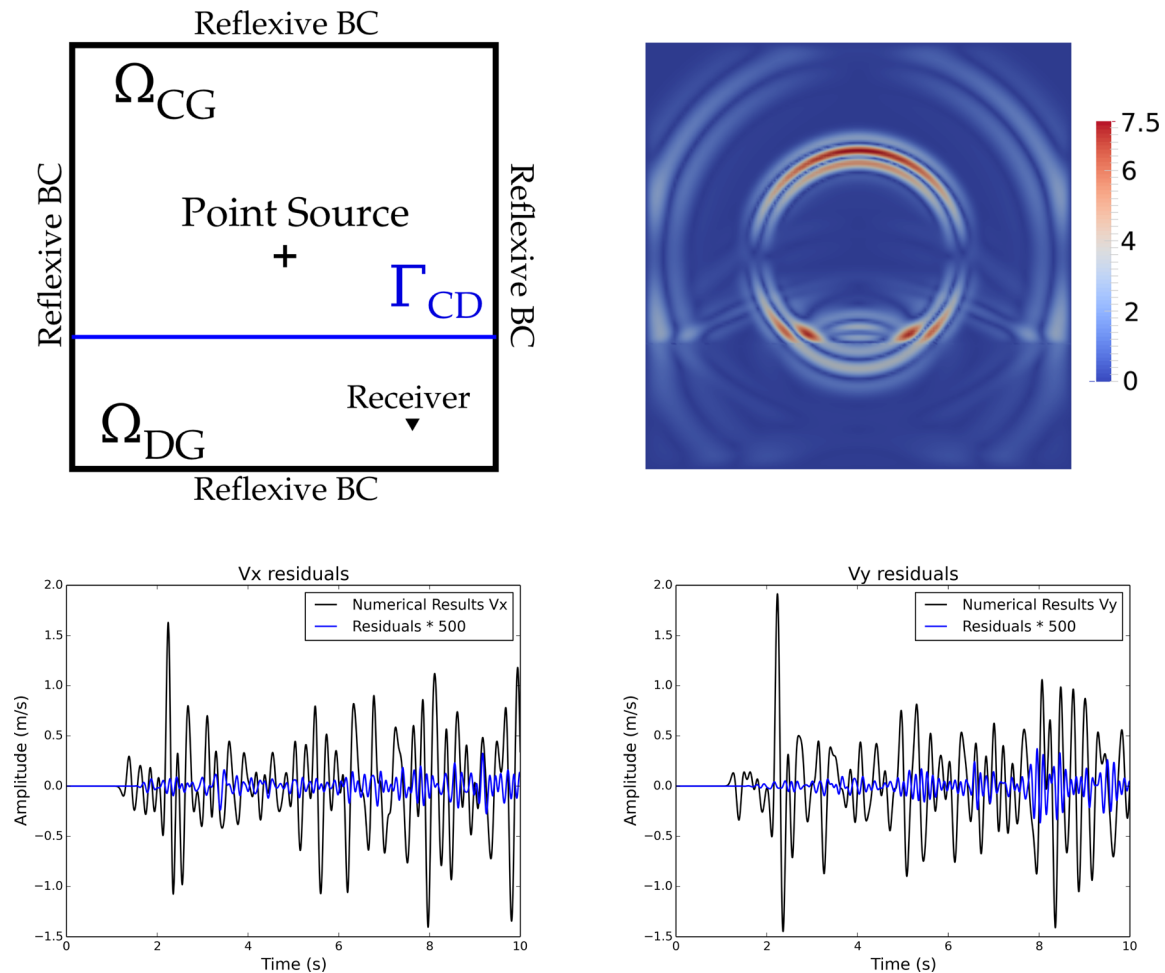 Reflexive BC
Ω_CG
Reflexive BC
Reflexive BC
Point Source
+
Γ_CD
Receiver
Ω_DG
Reflexive BC
7.5
6
4
2
0
Vx residuals
Numerical Results Vx
Residuals * 500
Amplitude (m/s)
2.0
1.5
1.0
0.5
0.0
−0.5
−1.0
−1.5
0 2 4 6 8 10
Time (s)
Vy residuals
Numerical Results Vy
Residuals * 500
Amplitude (m/s)
2.0
1.5
1.0
0.5
0.0
−0.5
−1.0
−1.5
0 2 4 6 8 10
Time (s)